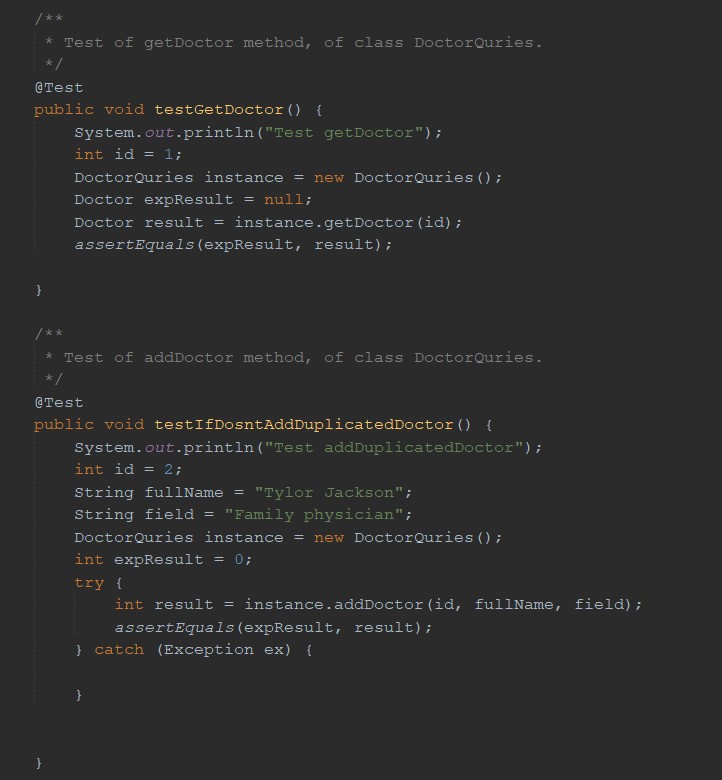 /**
 * Test of getDoctor method, of class DoctorQuries.
 */
@Test
public void testGetDoctor() {
    System.out.println("Test getDoctor");
    int id = 1;
    DoctorQuries instance = new DoctorQuries();
    Doctor expResult = null;
    Doctor result = instance.getDoctor(id);
    assertEquals(expResult, result);

}

/**
 * Test of addDoctor method, of class DoctorQuries.
 */
@Test
public void testIfDosntAddDuplicatedDoctor() {
    System.out.println("Test addDuplicatedDoctor");
    int id = 2;
    String fullName = "Tylor Jackson";
    String field = "Family physician";
    DoctorQuries instance = new DoctorQuries();
    int expResult = 0;
    try {
        int result = instance.addDoctor(id, fullName, field);
        assertEquals(expResult, result);
    } catch (Exception ex) {

    }


}